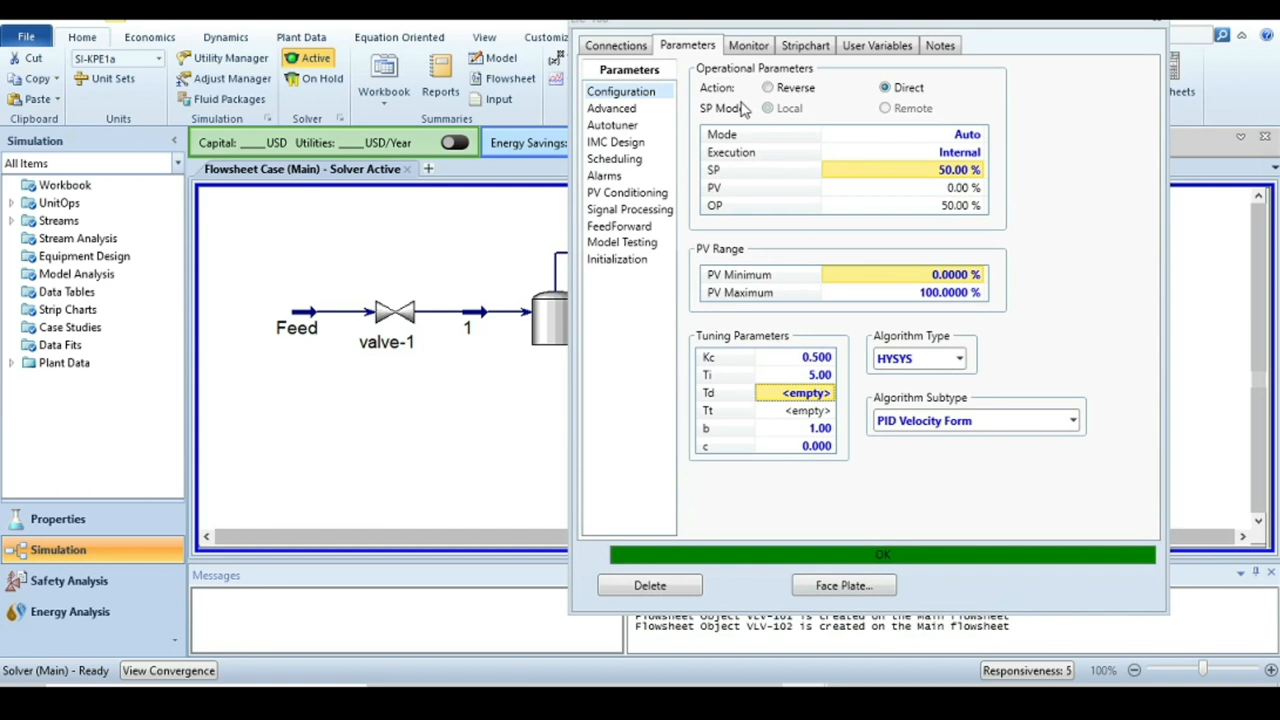 File Home Economics Dynamics Plant Data Equation Oriented View Customiz
Cut SI-KPE1a Utility Manager Active Model
Copy Unit Sets Adjust Manager On Hold Workbook Reports Flowsheet
Paste Fluid Packages Input heets
Clipboard Units Simulation Solver Summaries
Simulation
Capital: ____USD Utilities: ____USD/Year Energy Savings:
All Items
Flowsheet Case (Main) - Solver Active
Workbook
UnitOps
Streams
Stream Analysis
Equipment Design
Model Analysis
Data Tables
Strip Charts
Case Studies
Data Fits
Plant Data
Properties
Simulation
Safety Analysis
Energy Analysis
Feed
valve-1
1
Connections Parameters Monitor Stripchart User Variables Notes
Parameters
Configuration
Advanced
Autotuner
IMC Design
Scheduling
Alarms
PV Conditioning
Signal Processing
FeedForward
Model Testing
Initialization
Operational Parameters
Action: Reverse Direct
SP Mode Local Remote
Mode Auto
Execution Internal
SP 50.00 %
PV 0.00 %
OP 50.00 %
PV Range
PV Minimum 0.0000 %
PV Maximum 100.0000 %
Tuning Parameters
Kc 0.500
Ti 5.00
Td <empty>
Tt <empty>
b 1.00
c 0.000
Algorithm Type
HYSYS
Algorithm Subtype
PID Velocity Form
OK
Delete Face Plate...
Messages
Flowsheet Object VLV-101 is created on the Main flowsheet
Flowsheet Object VLV-102 is created on the Main flowsheet
Solver (Main) - Ready View Convergence Responsiveness: 5 100%